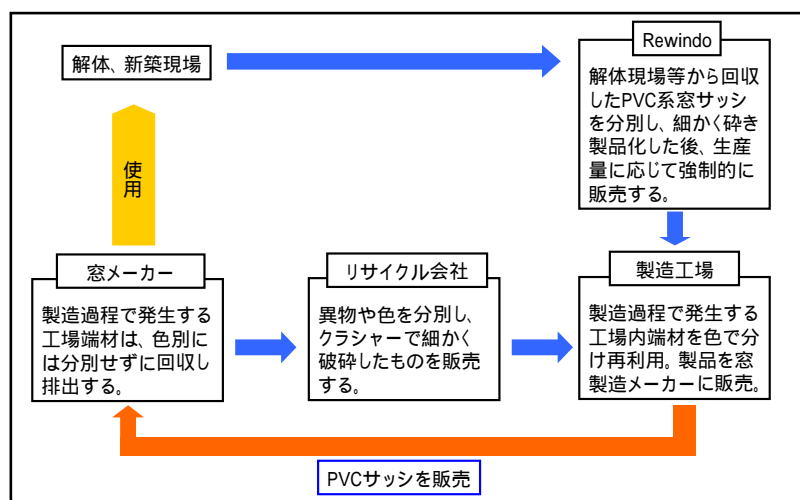 解体、新築現場
Rewindo
解体現場等から回収
したPVC系窓サッシ
を分別し、細かく砕き
製品化した後、生産
量に応じて強制的に
販売する。
使用
窓メーカー
製造過程で発生する
工場端材は、色別に
は分別せずに回収し
排出する。
リサイクル会社
異物や色を分別し、
クラシャーで細かく
破砕したものを販売
する。
製造工場
製造過程で発生する
工場内端材を色で分
け再利用。製品を窓
製造メーカーに販売。
PVCサッシを販売